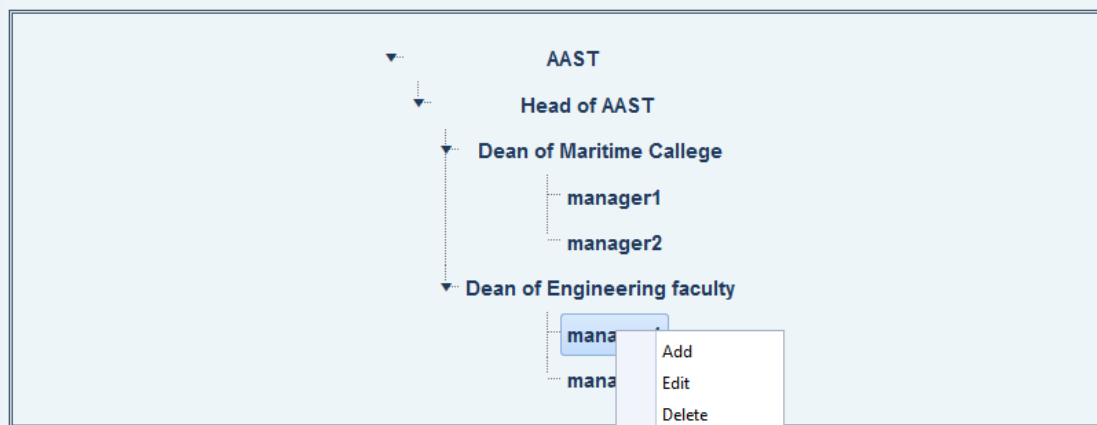 AAST
Head of AAST
Dean of Maritime Callege
manager1
manager2
Dean of Engineering faculty
Add
Edit
Delete